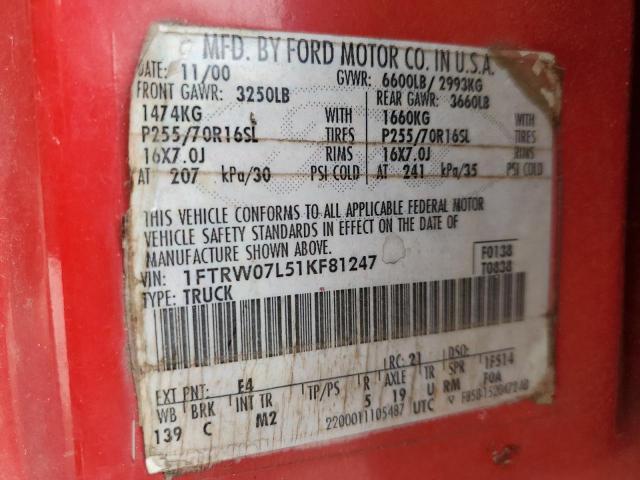 MFD. BY FORD MOTOR CO. IN U.S.A.
DATE: 11/00 GVWR: 6600LB/ 2993KG
FRONT GAWR: 3250LB REAR GAWR: 3660LB
1474KG WITH 1660KG WITH
P255/70R16SL TIRES P255/70R16SL TIRES
16X7.0J RIMS 16X7.0J RIMS
AT 207 kPa/30 PSI COLD AT 241 kPa/35 PSI COLD
THIS VEHICLE CONFORMS TO ALL APPLICABLE FEDERAL MOTOR
VEHICLE SAFETY STANDARDS IN EFFECT ON THE DATE OF
MANUFACTURE SHOWN ABOVE.
VIN: 1FTRW07L51KF81247 F0138
TYPE: TRUCK T0838
EXT PNT: E4 RC: 21 DSO:
WB BRK INT TR TP/PS R AXLE TR SPR 1F514
139 C M2 5 19 U RM F0A
2200011105487 UTC